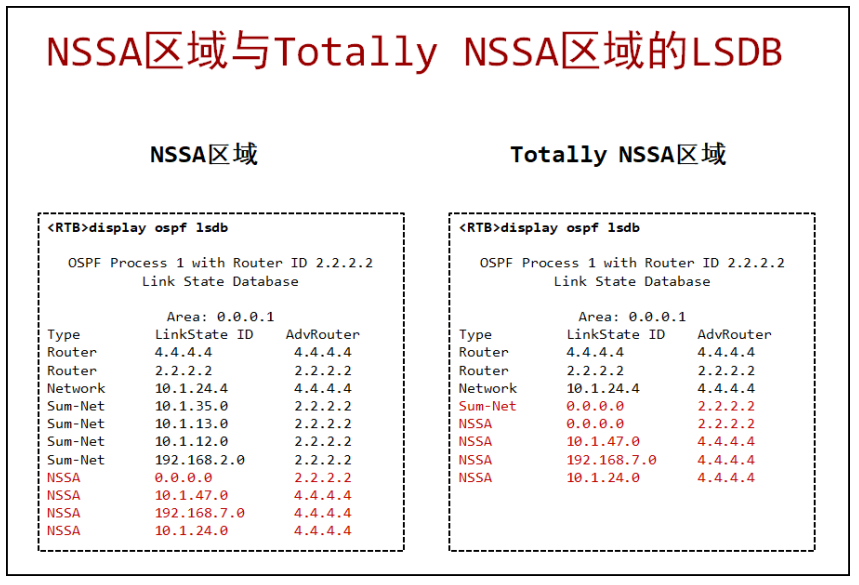 NSSA区域与Totally NSSA区域的LSDB
NSSA区域
<RTB>display ospf lsdb
OSPF Process 1 with Router ID 2.2.2.2
Link State Database
Area: 0.0.0.1
Type LinkState ID AdvRouter
Router 4.4.4.4 4.4.4.4
Router 2.2.2.2 2.2.2.2
Network 10.1.24.4 4.4.4.4
Sum-Net 10.1.35.0 2.2.2.2
Sum-Net 10.1.13.0 2.2.2.2
Sum-Net 10.1.12.0 2.2.2.2
Sum-Net 192.168.2.0 2.2.2.2
NSSA 0.0.0.0 2.2.2.2
NSSA 10.1.47.0 4.4.4.4
NSSA 192.168.7.0 4.4.4.4
NSSA 10.1.24.0 4.4.4.4
Totally NSSA区域
<RTB>display ospf lsdb
OSPF Process 1 with Router ID 2.2.2.2
Link State Database
Area: 0.0.0.1
Type LinkState ID AdvRouter
Router 4.4.4.4 4.4.4.4
Router 2.2.2.2 2.2.2.2
Network 10.1.24.4 4.4.4.4
Sum-Net 0.0.0.0 2.2.2.2
NSSA 0.0.0.0 2.2.2.2
NSSA 10.1.47.0 4.4.4.4
NSSA 192.168.7.0 4.4.4.4
NSSA 10.1.24.0 4.4.4.4